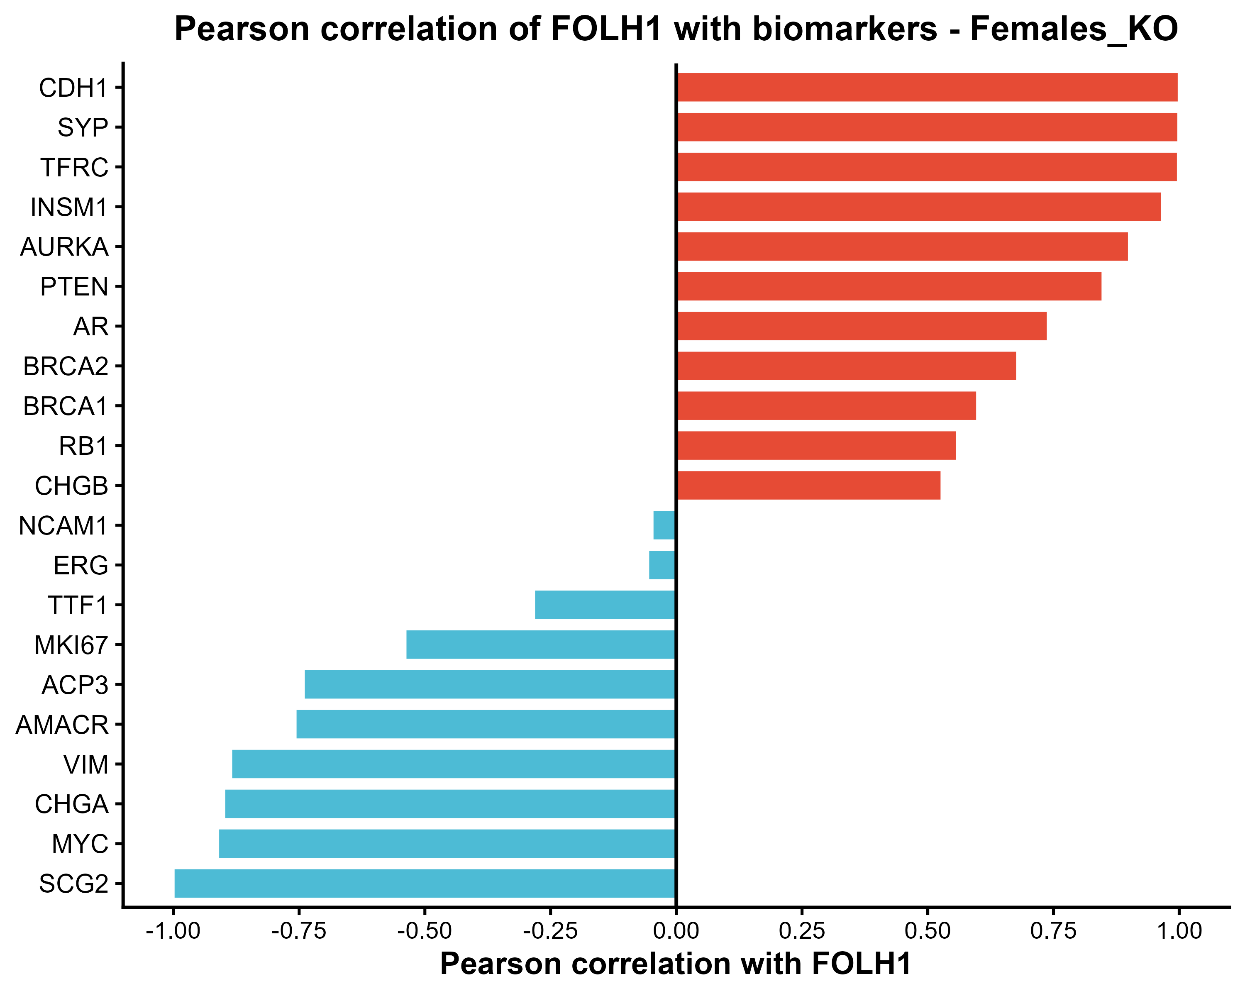 Pearson correlation of FOLH1 with biomarkers - Females_KO
CDH1
SYP
TFRC
INSM1
AURKA
PTEN
AR
BRCA2
BRCA1
RB1
CHGB
NCAM1
ERG
TTF1
MKI67
ACP3
AMACR
VIM
CHGA
MYC
SCG2
-1.00 -0.75 -0.50 -0.25 0.00 0.25 0.50 0.75 1.00
Pearson correlation with FOLH1